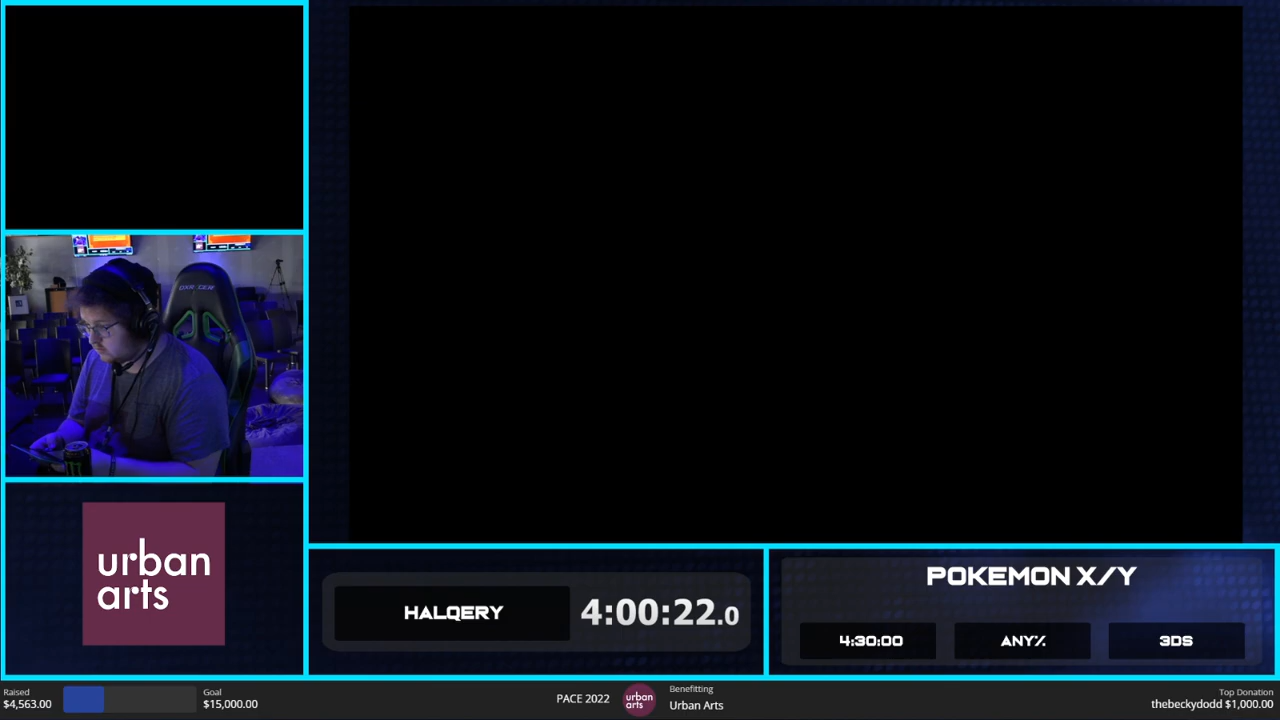 urban
arts
HALQERY
4:00:22.0
POKEMON X/Y
4:30:00
ANY%
3DS
Raised
$4,563.00
Goal
$15,000.00
PACE 2022
urban
arts
Benefitting
Urban Arts
Top Donation
thebeckydodd $1,000.00